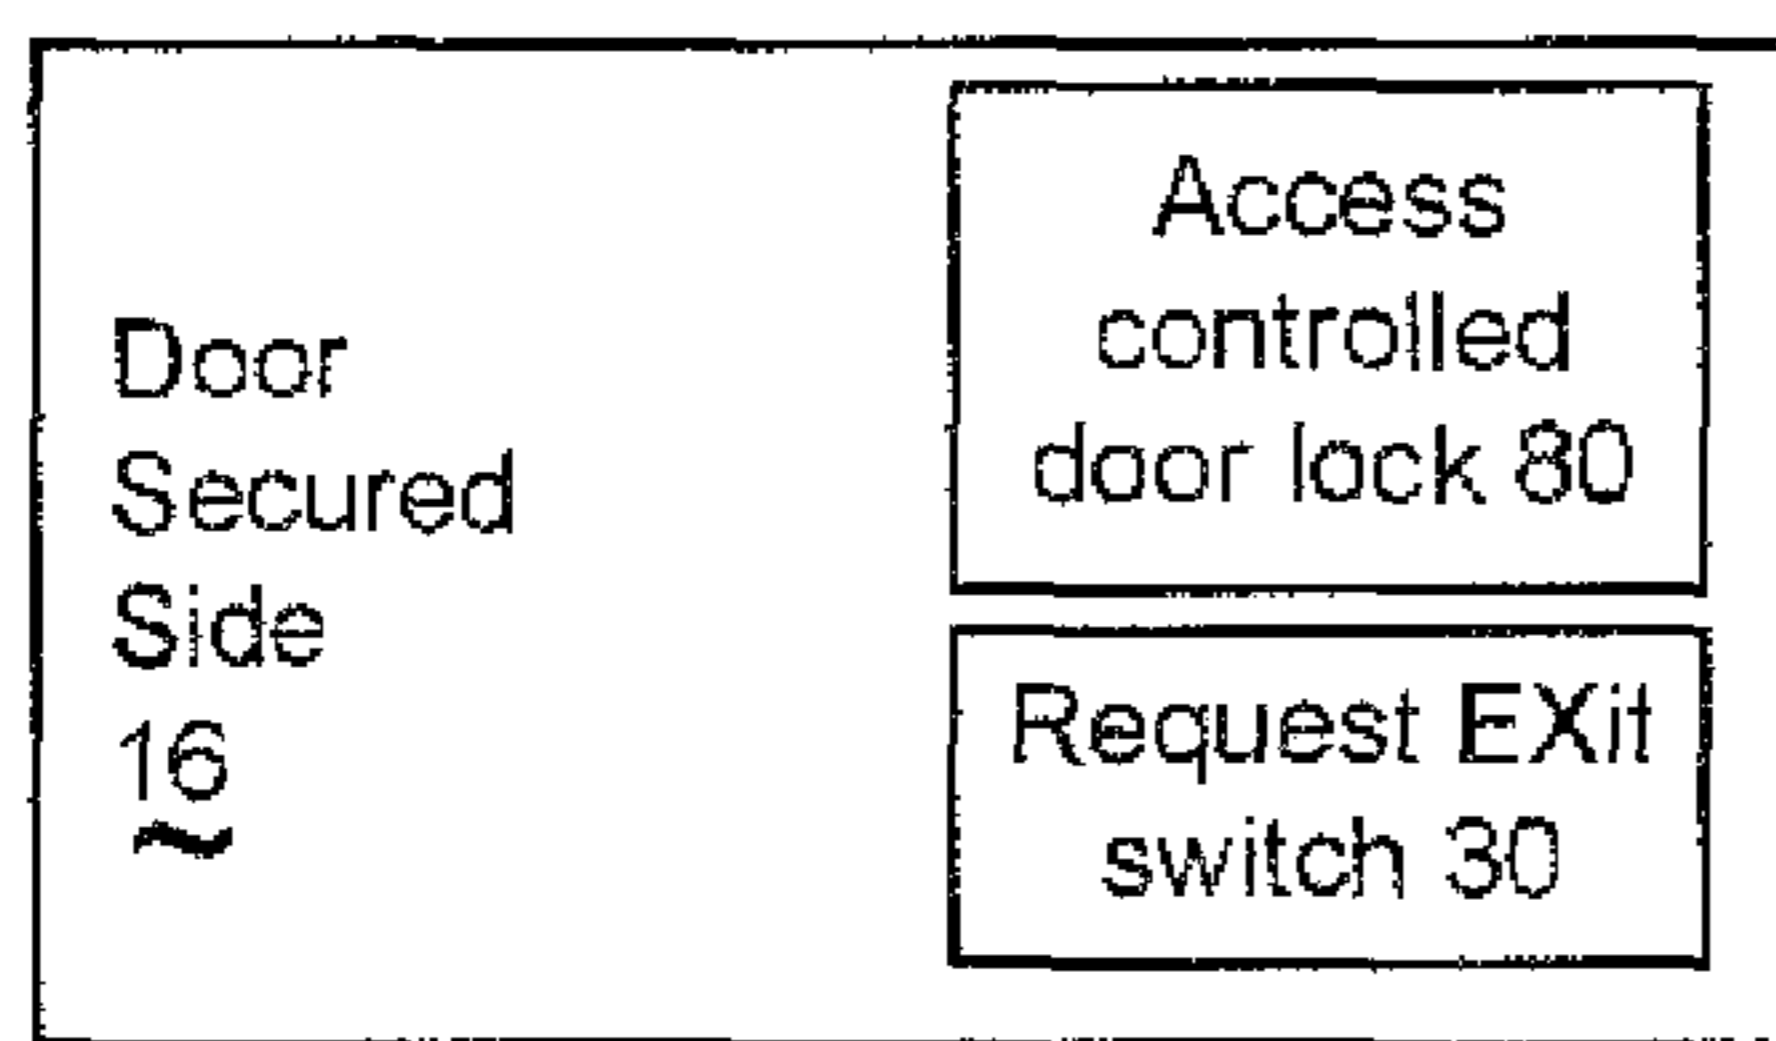 Door
Secured
Side
16
Access
controlled
door lock 80
Request EXit
switch 30